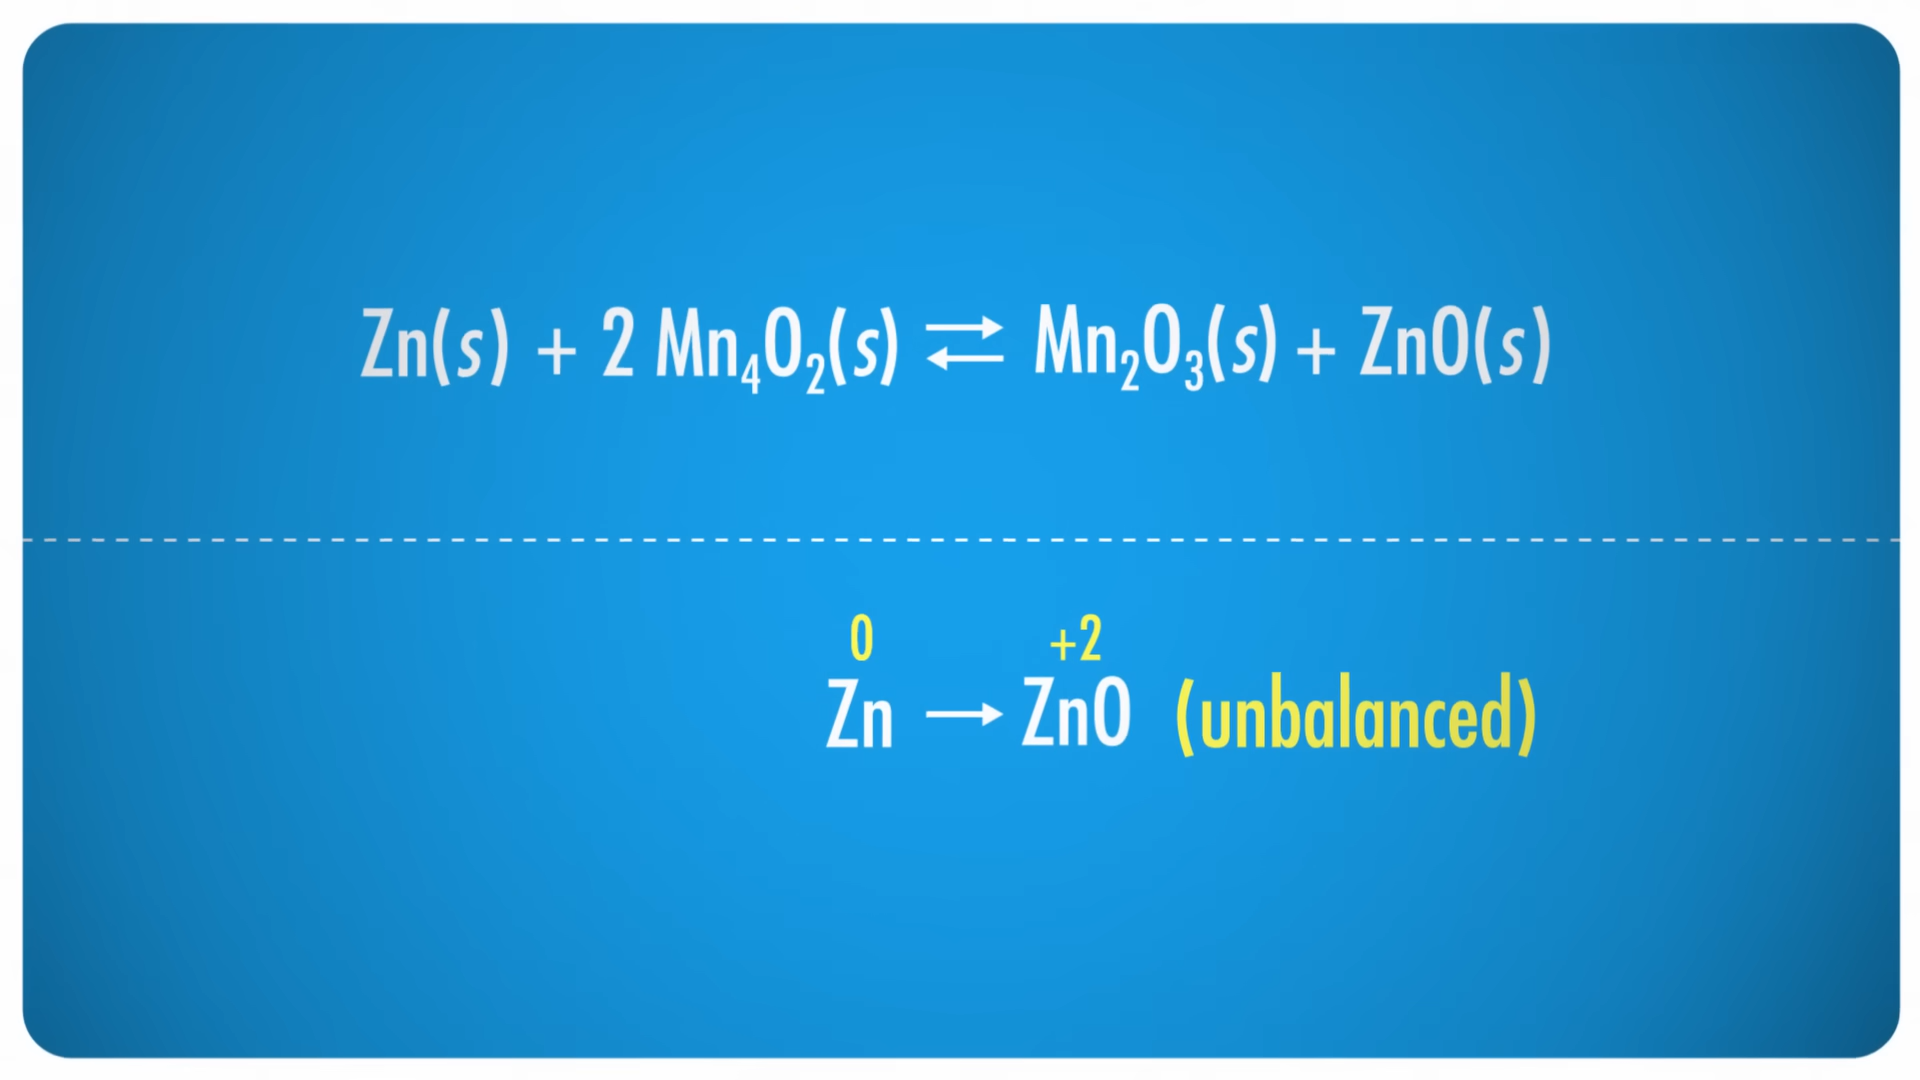 Zn(s) + 2 Mn₄O₂(s) ⇄ Mn₂O₃(s) + ZnO(s)
0 +2
Zn → ZnO (unbalanced)